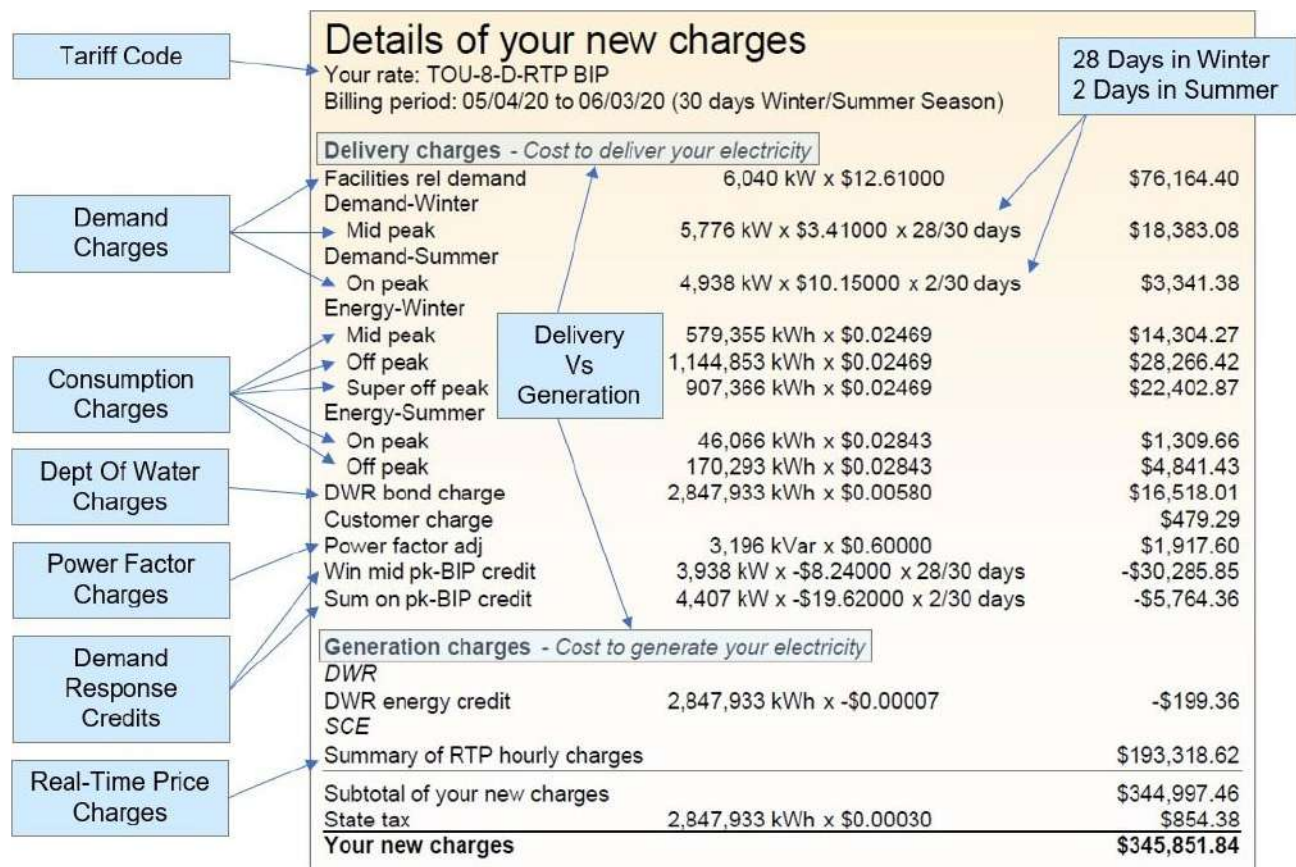 Tariff Code
Demand
Charges
Consumption
Charges
Dept Of Water
Charges
Power Factor
Charges
Demand
Response
Credits
Real-Time Price
Charges
Details of your new charges
Your rate: TOU-8-D-RTP BIP
Billing period: 05/04/20 to 06/03/20 (30 days Winter/Summer Season)
28 Days in Winter
2 Days in Summer
Delivery charges - Cost to deliver your electricity
Facilities rel demand 6,040 kW x $12.61000 $76,164.40
Demand-Winter
Mid peak 5,776 kW x $3.41000 x 28/30 days $18,383.08
Demand-Summer
On peak 4,938 kW x $10.15000 x 2/30 days $3,341.38
Energy-Winter
Mid peak 579,355 kWh x $0.02469 $14,304.27
Off peak 1,144,853 kWh x $0.02469 $28,266.42
Super off peak 907,366 kWh x $0.02469 $22,402.87
Energy-Summer
On peak 46,066 kWh x $0.02843 $1,309.66
Off peak 170,293 kWh x $0.02843 $4,841.43
DWR bond charge 2,847,933 kWh x $0.00580 $16,518.01
Customer charge $479.29
Power factor adj 3,196 kVar x $0.60000 $1,917.60
Win mid pk-BIP credit 3,938 kW x -$8.24000 x 28/30 days -$30,285.85
Sum on pk-BIP credit 4,407 kW x -$19.62000 x 2/30 days -$5,764.36
Delivery
Vs
Generation
Generation charges - Cost to generate your electricity
DWR
DWR energy credit 2,847,933 kWh x -$0.00007 -$199.36
SCE
Summary of RTP hourly charges $193,318.62
Subtotal of your new charges $344,997.46
State tax 2,847,933 kWh x $0.00030 $854.38
Your new charges $345,851.84